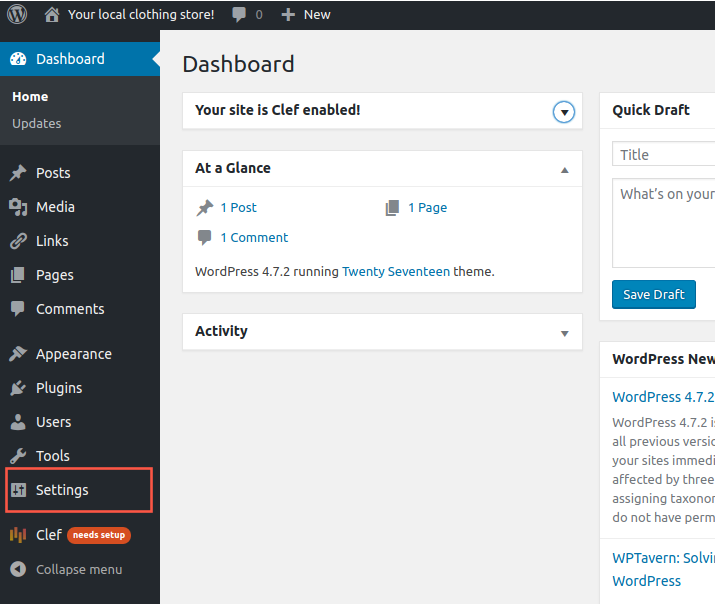 Your local clothing store! 0 New
Dashboard
Home
Updates
Posts
Media
Links
Pages
Comments
Appearance
Plugins
Users
Tools
Settings
Clef needs setup
Collapse menu
Dashboard
Your site is Clef enabled!
At a Glance
1 Post 1 Page
1 Comment
WordPress 4.7.2 running Twenty Seventeen theme.
Activity
Quick Draft
Title
What's on your
Save Draft
WordPress New
WordPress 4.7.2
WordPress 4.7.2 i
all previous versio
your sites immedi
affected by three
assigning taxonor
do not have perm
WPTavern: Solvi
WordPress